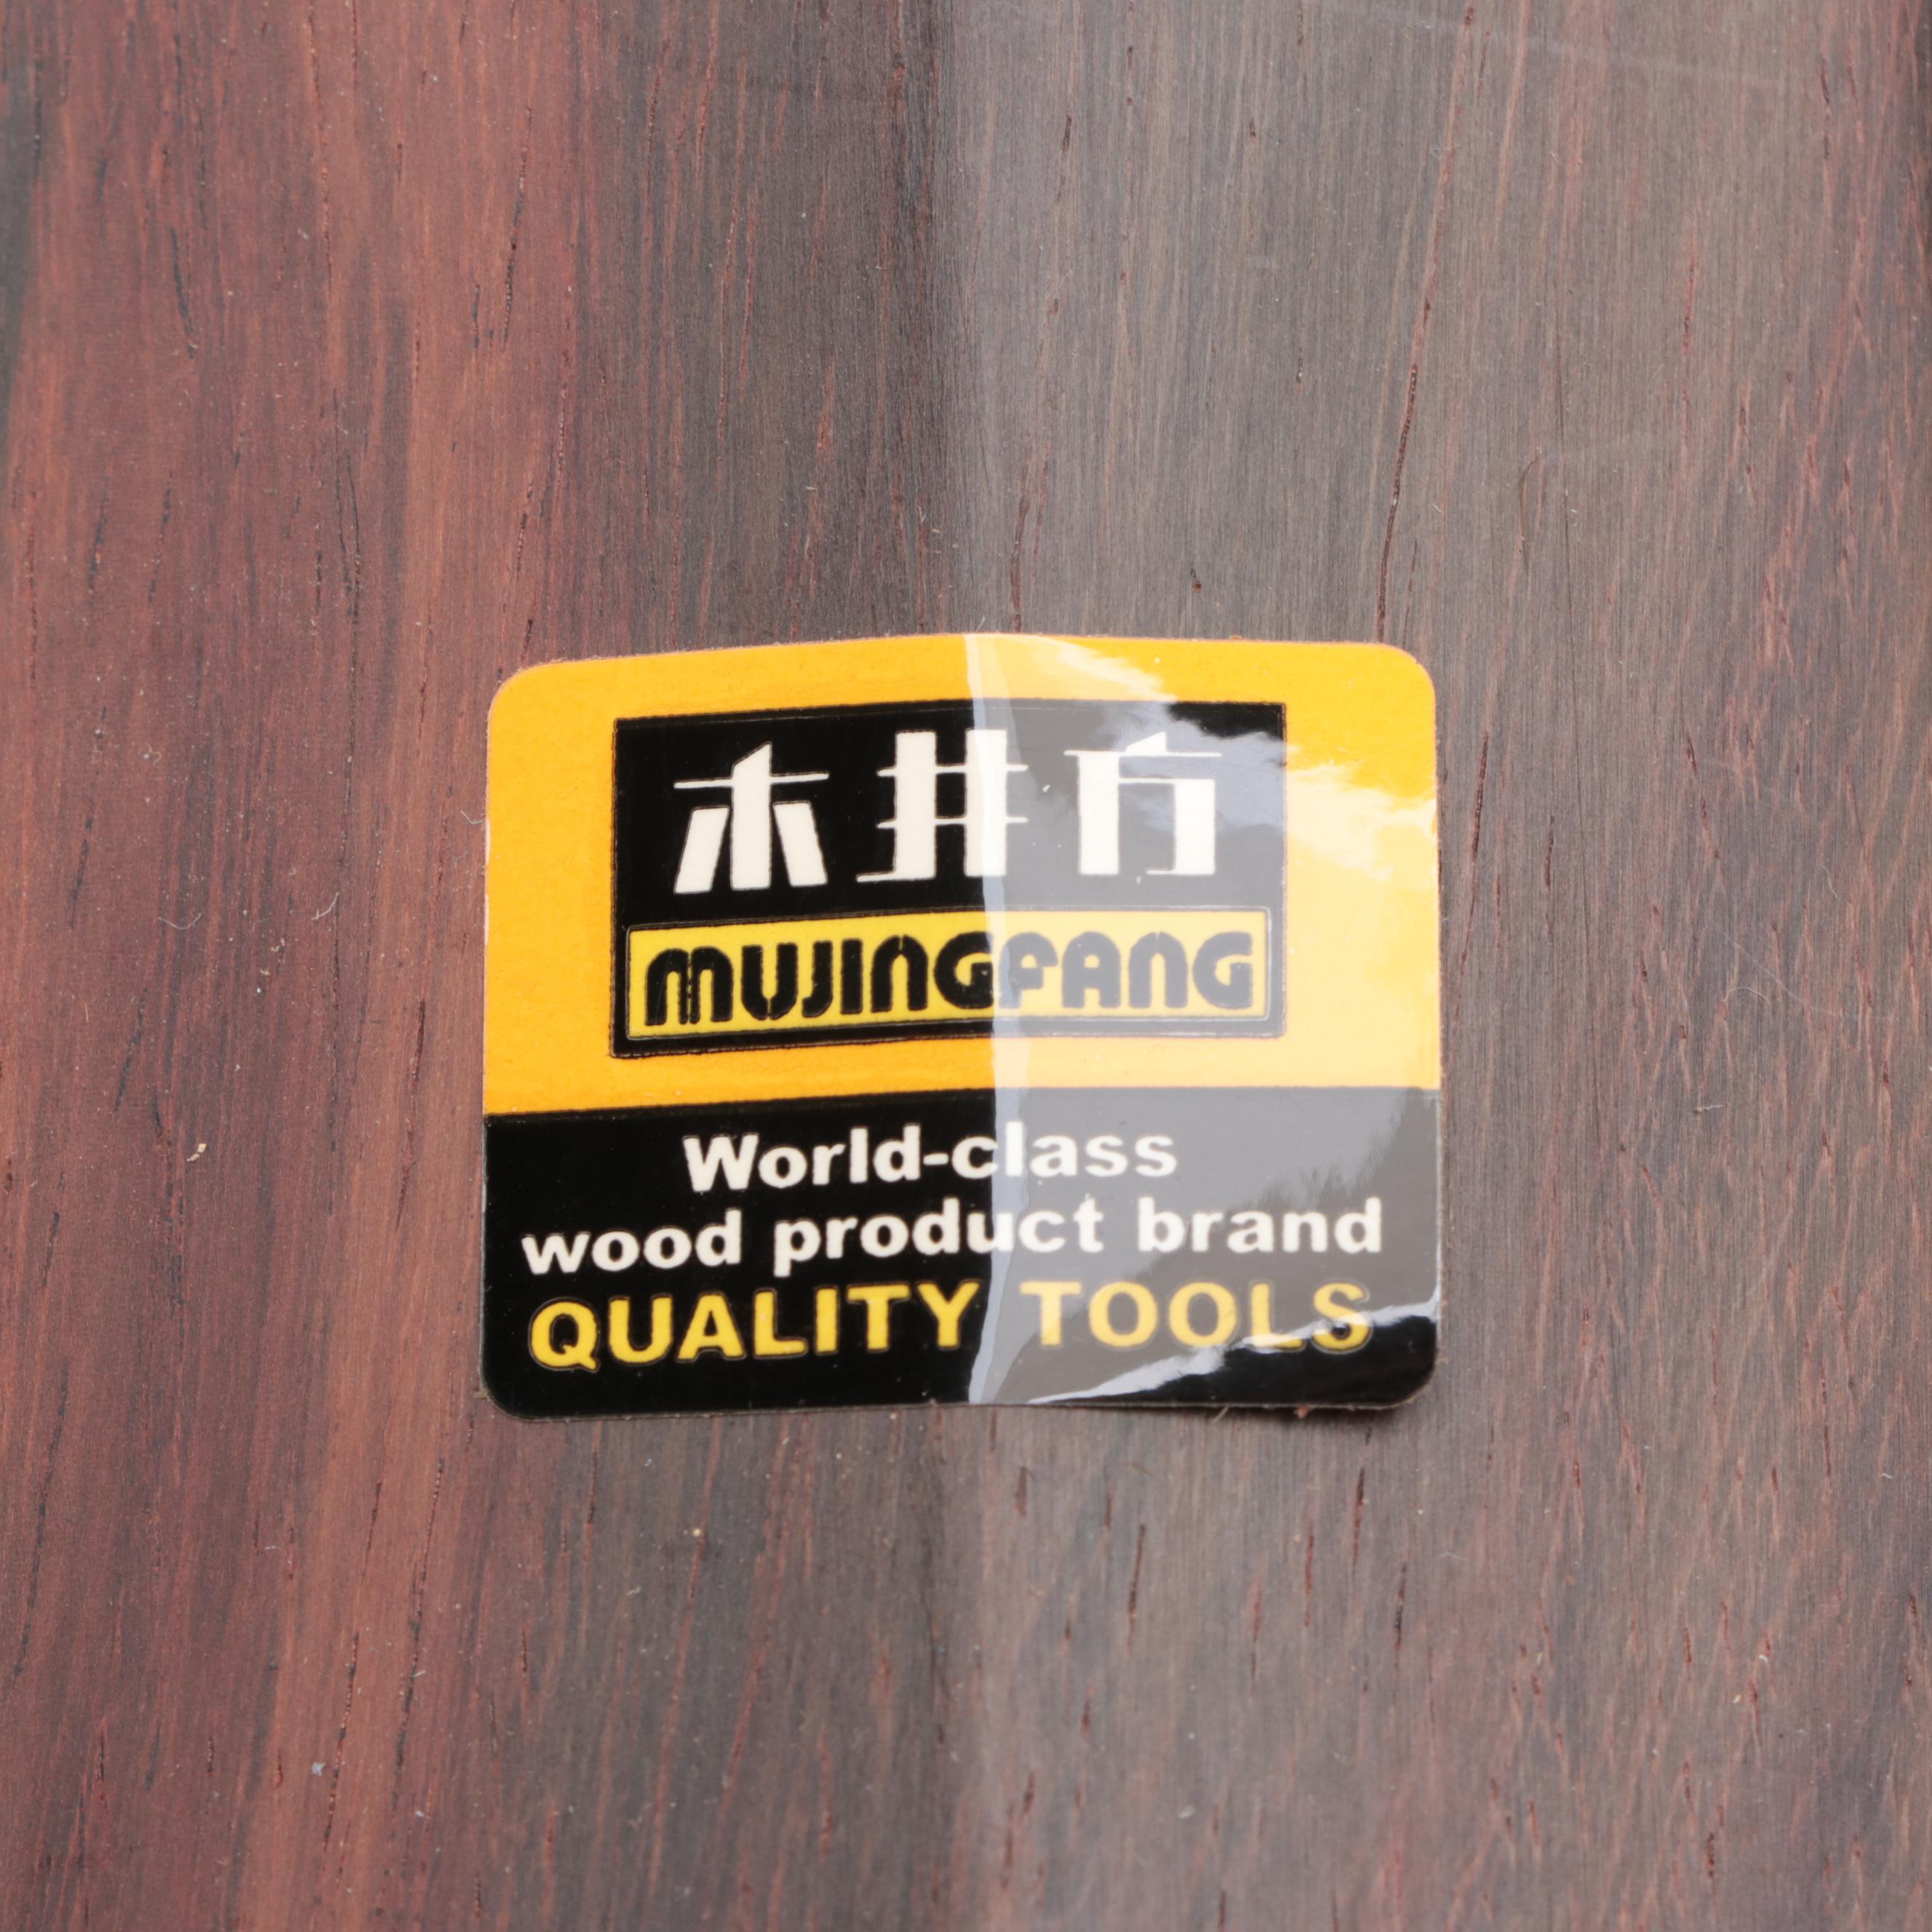 木井方
MUJINGFANG
World-class
wood product brand
QUALITY TOOLS